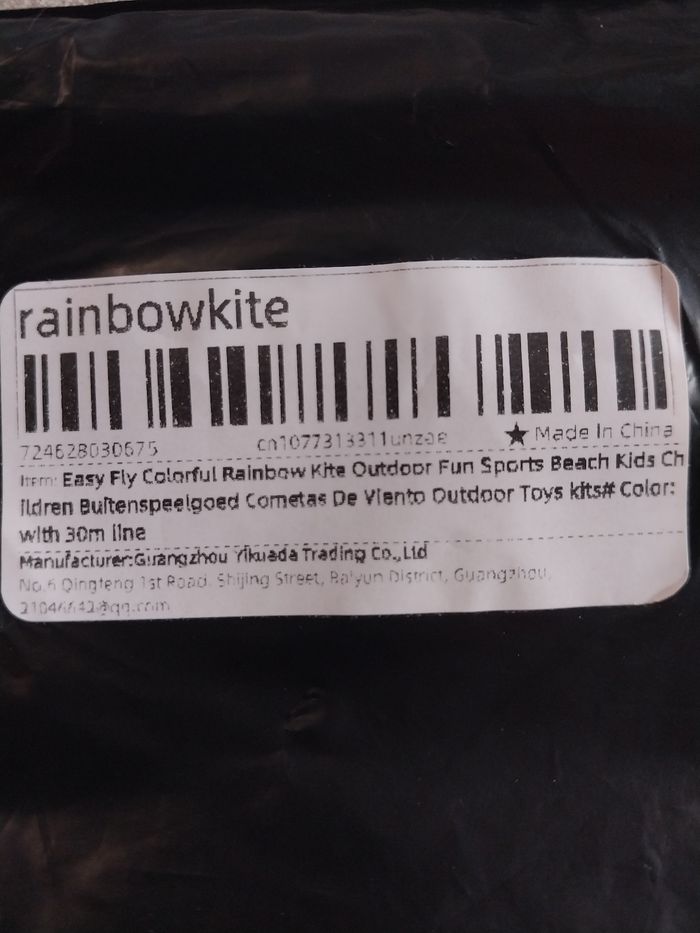 rainbowkite
724628030675 cn1077313311unzae ★ Made In China
Item: Easy Fly Colorful Rainbow Kite Outdoor Fun Sports Beach Kids Ch
ildren Buitenspeelgoed Cometas De Viento Outdoor Toys kits# Color:
with 30m line
Manufacturer:Guangzhou Yikuada Trading Co.,Ltd
No.6 Qingfeng 1st Road, Shijing Street, Baiyun District, Guangzhou,